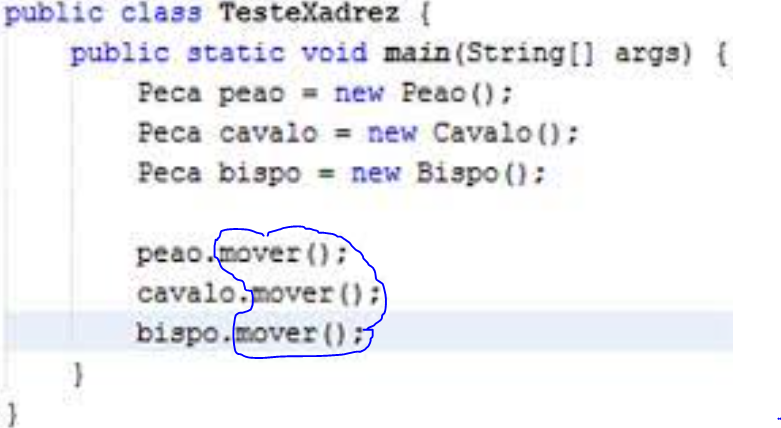 public class TesteXadrez {
public static void main(String[] args) {
Peca peao = new Peao();
Peca cavalo = new Cavalo();
Peca bispo = new Bispo();
peao.mover();
cavalo.mover();
bispo.mover();
}
}